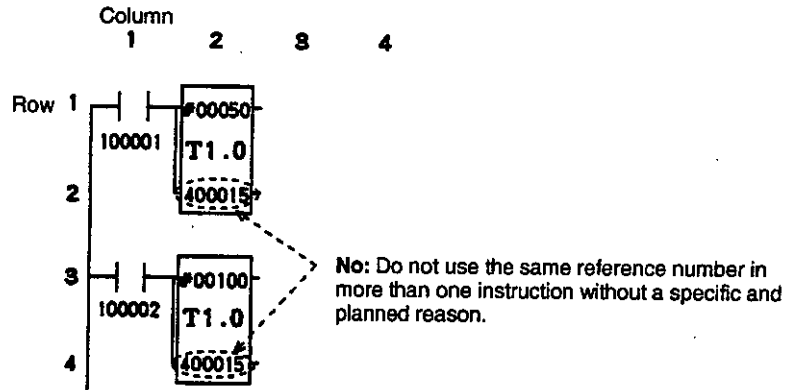 Column
1 2 3 4
Row 1
#00050
100001
T1.0
2
400015
3
#00100
No: Do not use the same reference number in
more than one instruction without a specific and
planned reason.
100002
T1.0
4
400015